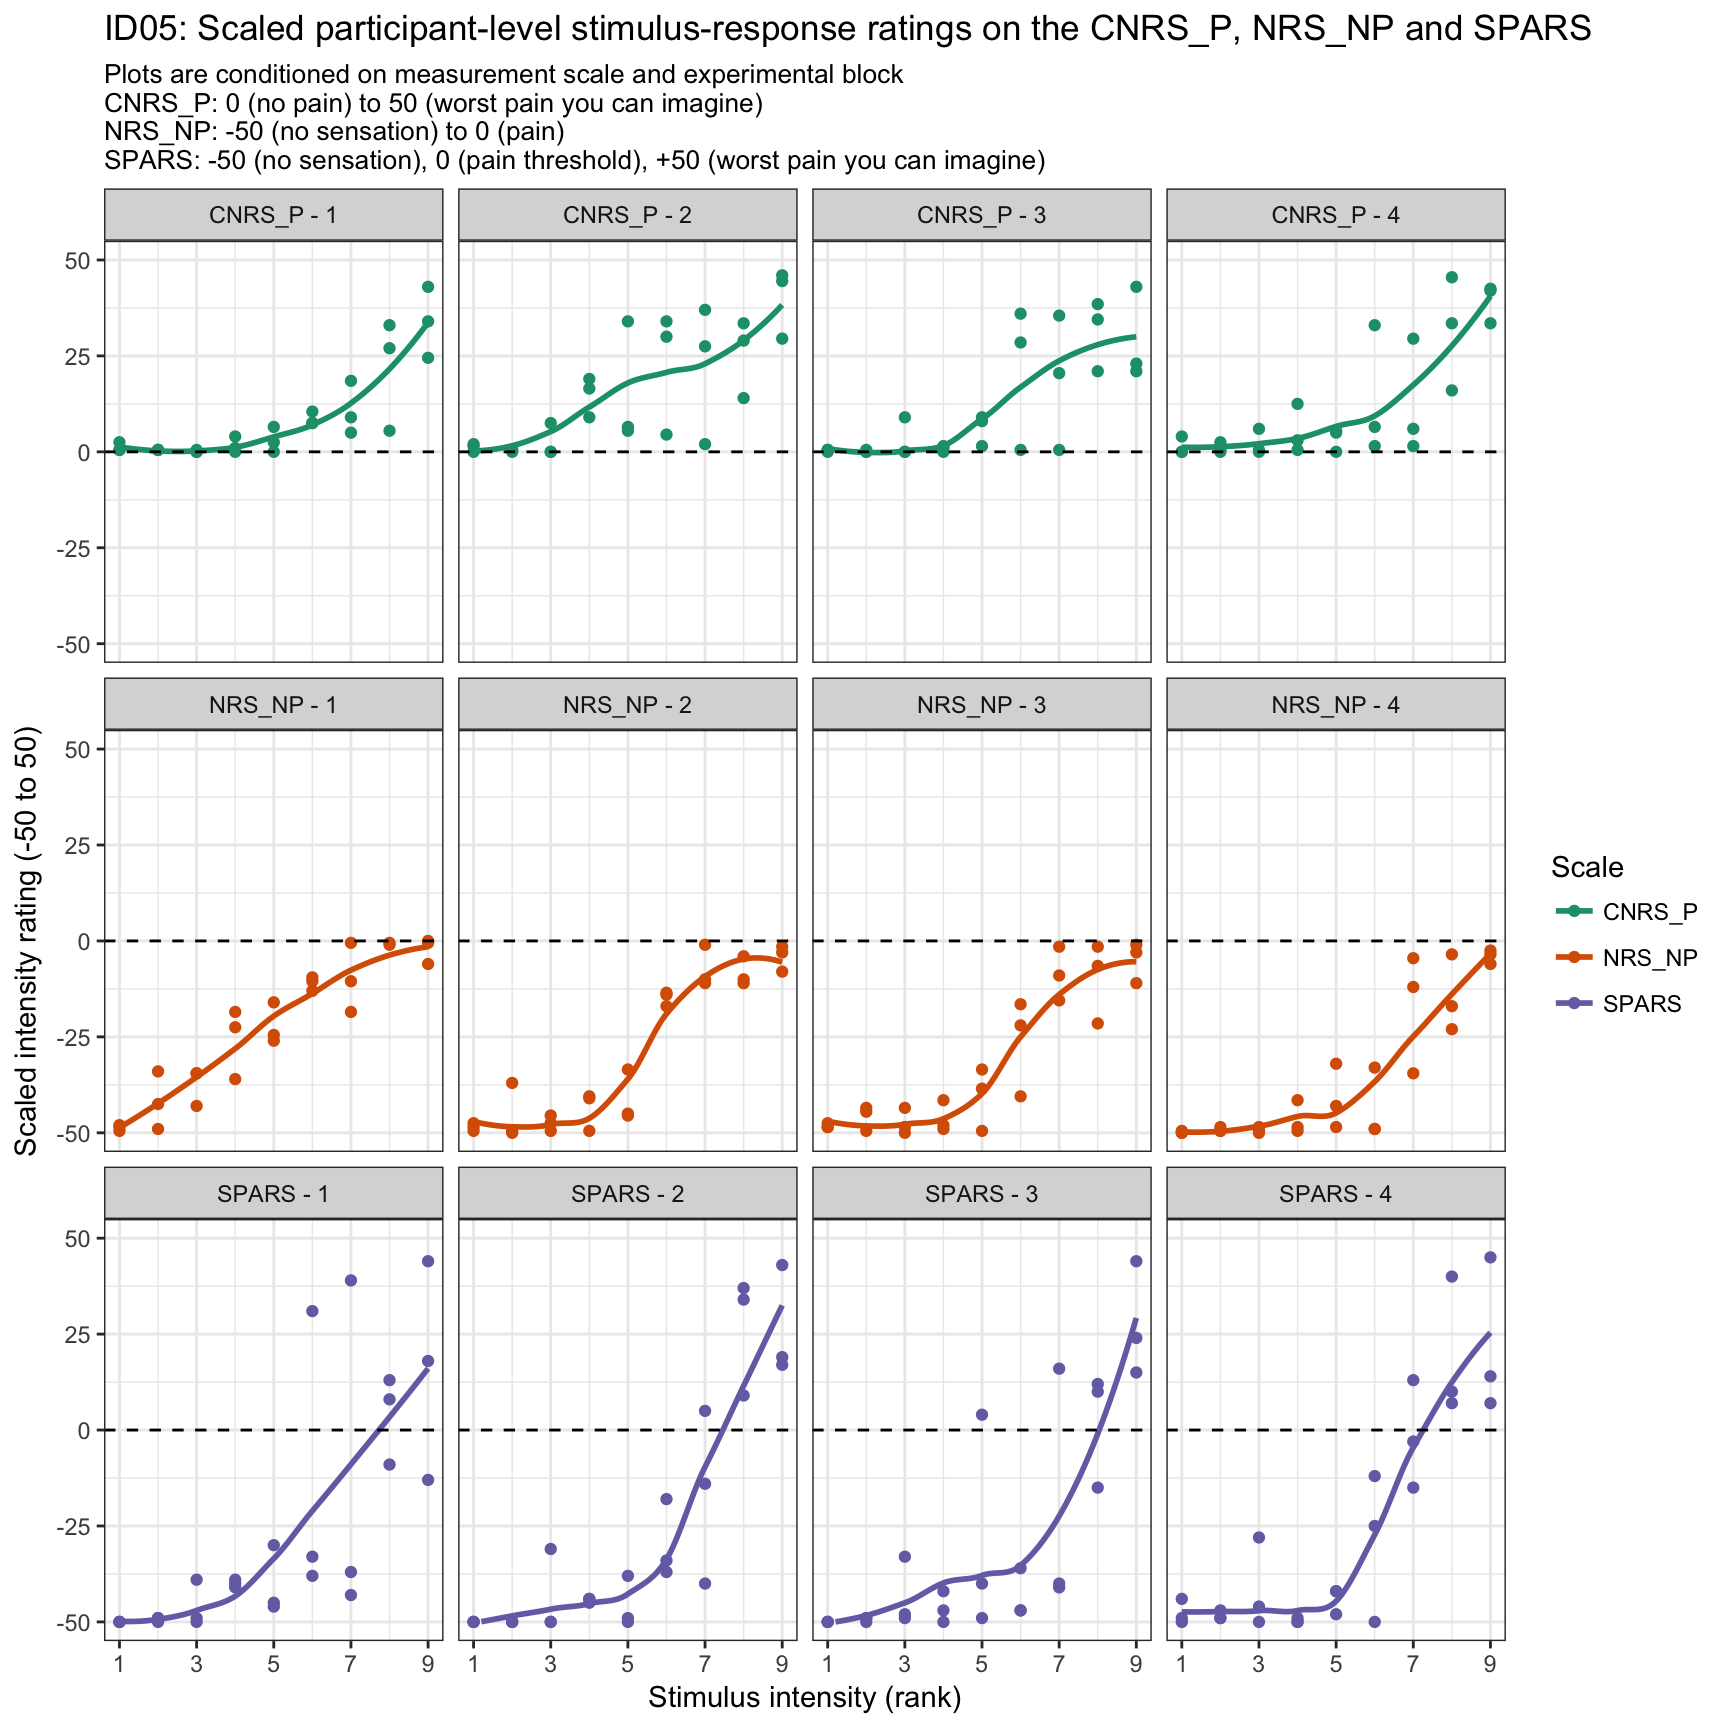 ID05: Scaled participant-level stimulus-response ratings on the CNRS_P, NRS_NP and SPARS
Plots are conditioned on measurement scale and experimental block
CNRS_P: 0 (no pain) to 50 (worst pain you can imagine)
NRS_NP: -50 (no sensation) to 0 (pain)
SPARS: -50 (no sensation), 0 (pain threshold), +50 (worst pain you can imagine)
CNRS_P - 1 CNRS_P - 2 CNRS_P - 3 CNRS_P - 4
50
25
0
-25
-50
NRS_NP - 1 NRS_NP - 2 NRS_NP - 3 NRS_NP - 4
50
25
0
-25
-50
SPARS - 1 SPARS - 2 SPARS - 3 SPARS - 4
50
25
0
-25
-50
1 3 5 7 9 1 3 5 7 9 1 3 5 7 9 1 3 5 7 9
Stimulus intensity (rank)
Scaled intensity rating (-50 to 50)
Scale
CNRS_P
NRS_NP
SPARS